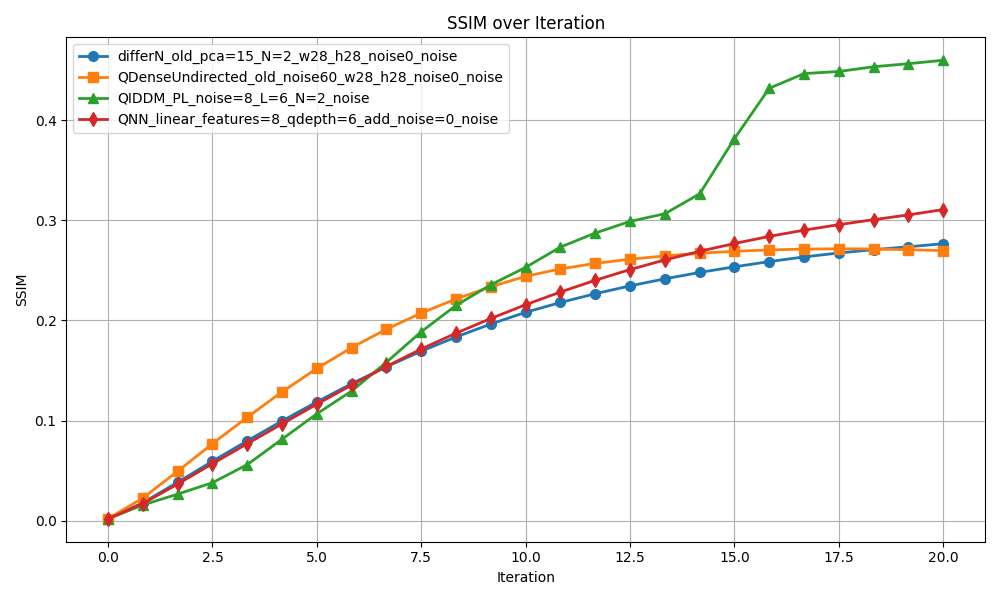 SSIM over Iteration
differN_old_pca=15_N=2_w28_h28_noise0_noise
QDenseUndirected_old_noise60_w28_h28_noise0_noise
QIDDM_PL_noise=8_L=6_N=2_noise
QNN_linear_features=8_qdepth=6_add_noise=0_noise
SSIM
0.4
0.3
0.2
0.1
0.0
0.0 2.5 5.0 7.5 10.0 12.5 15.0 17.5 20.0
Iteration